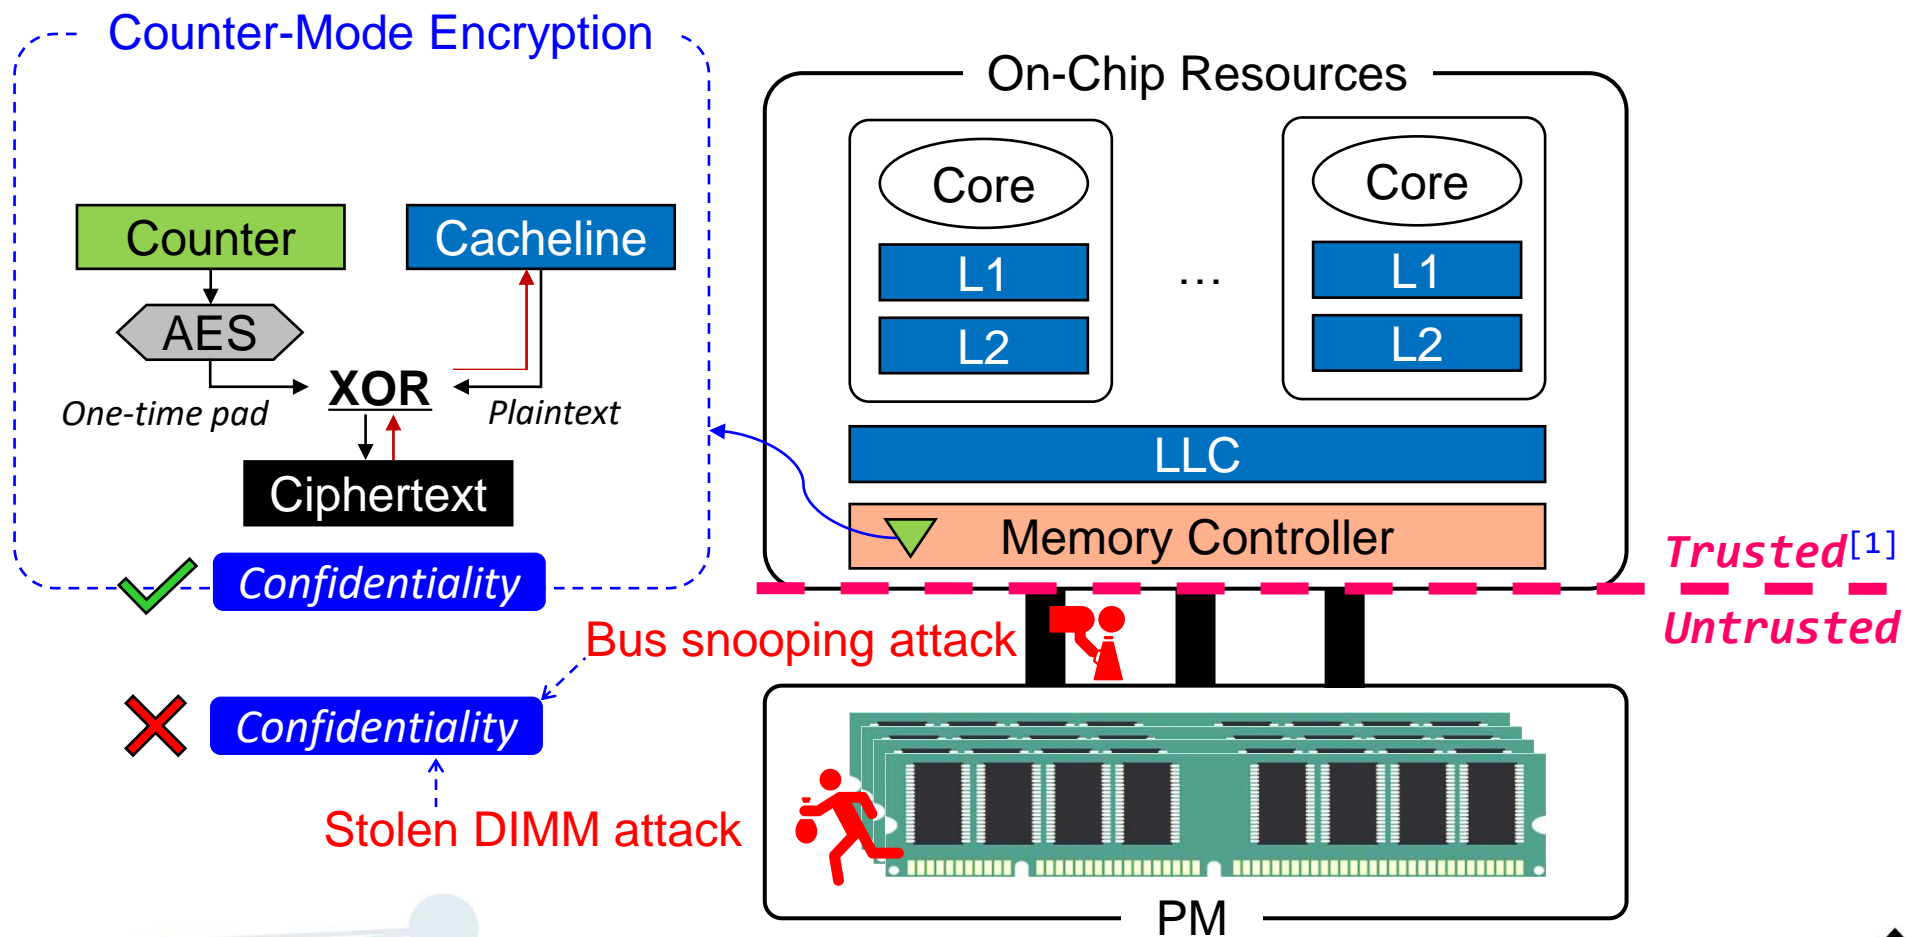 Counter-Mode Encryption
Counter
Cacheline
AES
XOR
One-time pad
Plaintext
Ciphertext
Confidentiality
Confidentiality
Bus snooping attack
Stolen DIMM attack
On-Chip Resources
Core
L1
L2
...
Core
L1
L2
LLC
Memory Controller
Trusted[1]
Untrusted
PM